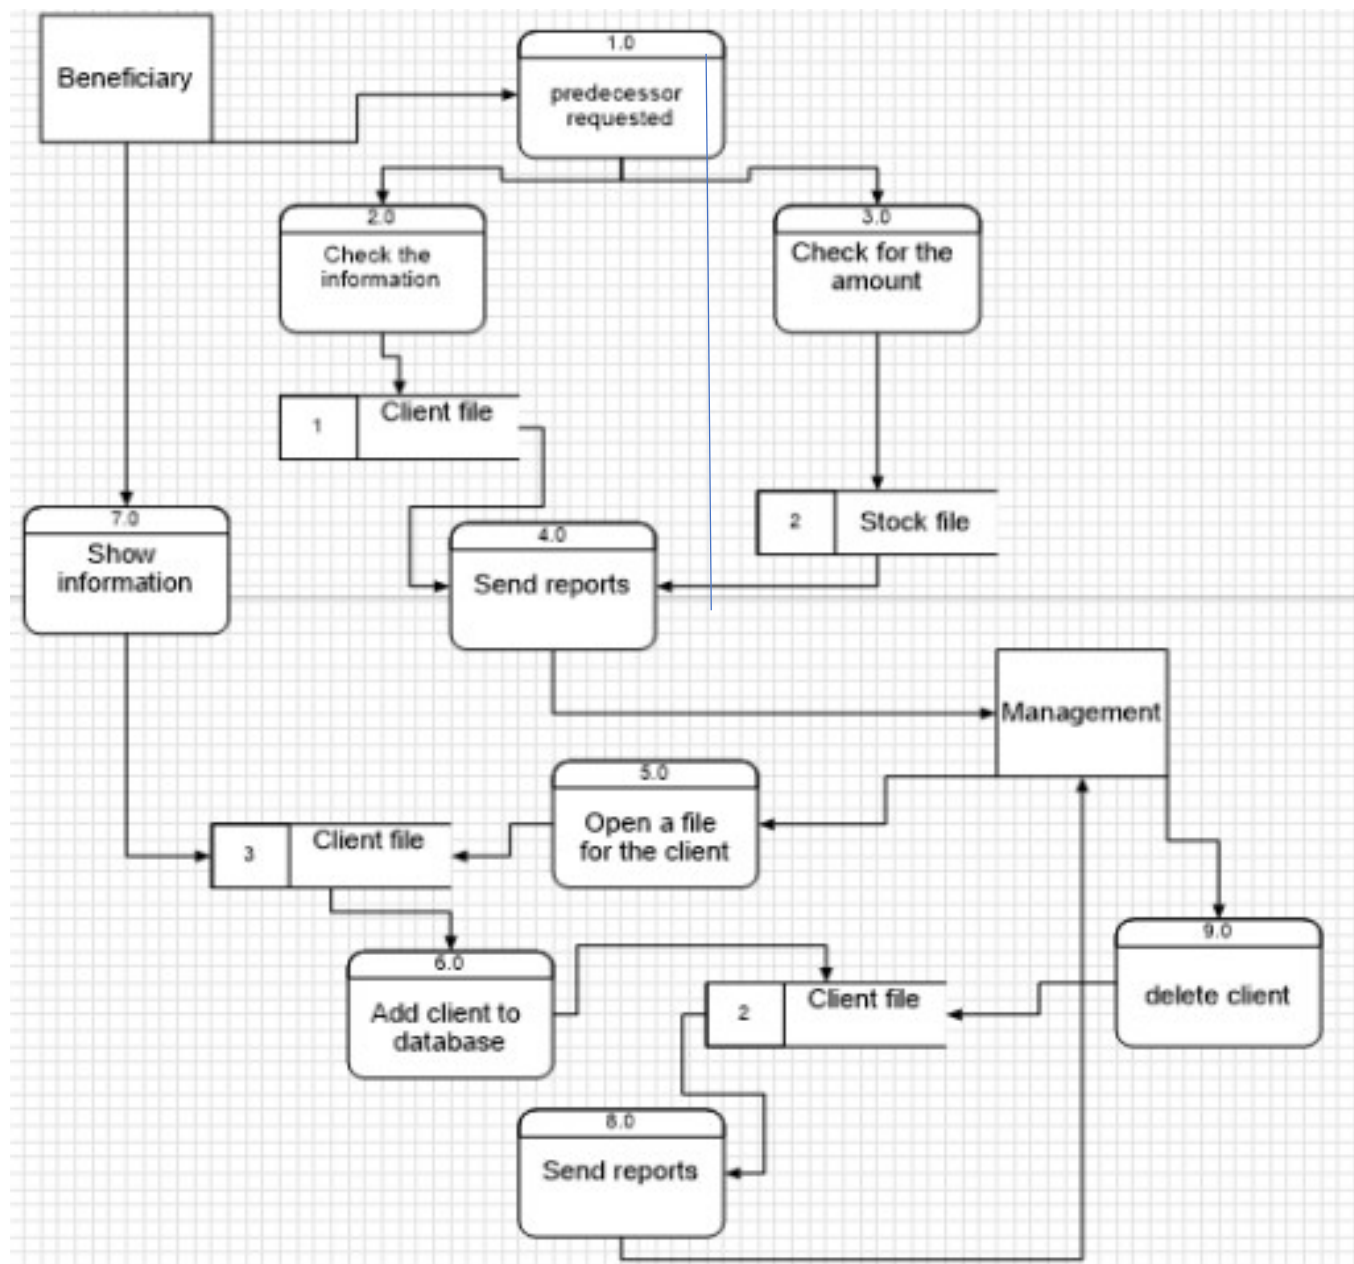 Beneficiary
1.0
predecessor
requested
2.0
Check the
information
3.0
Check for the
amount
1
Client file
2
Stock file
7.0
Show
information
4.0
Send reports
Management
5.0
Open a file
for the client
3
Client file
6.0
Add client to
database
2
Client file
9.0
delete client
8.0
Send reports